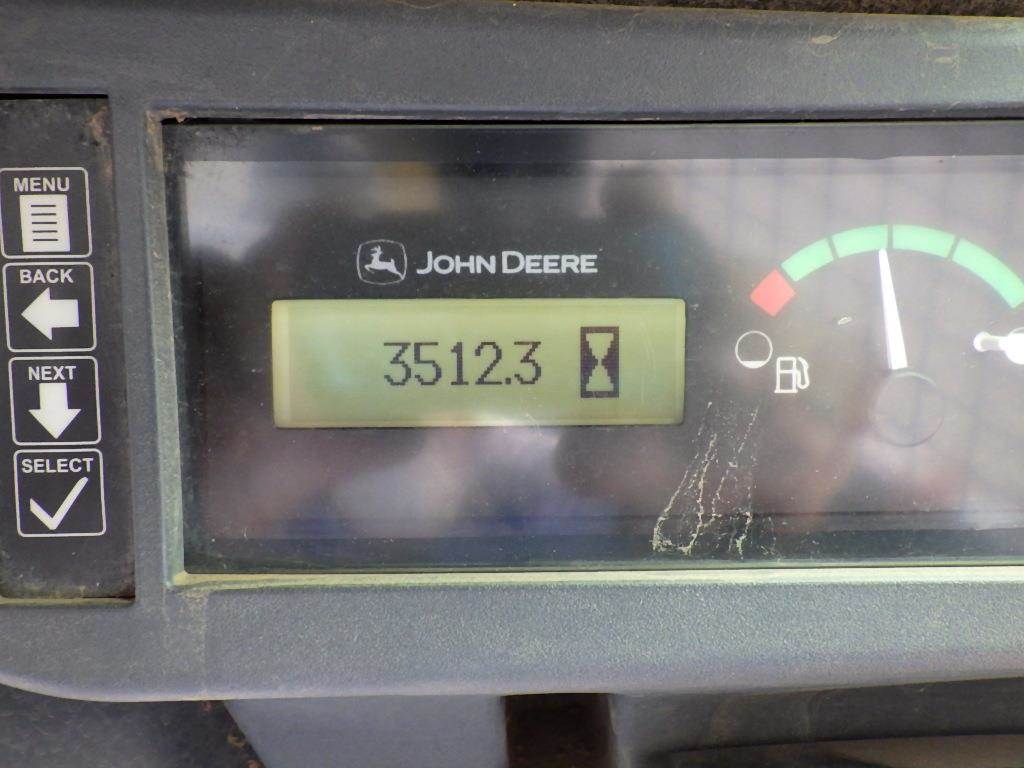 MENU
BACK
NEXT
SELECT
JOHN DEERE
3512.3